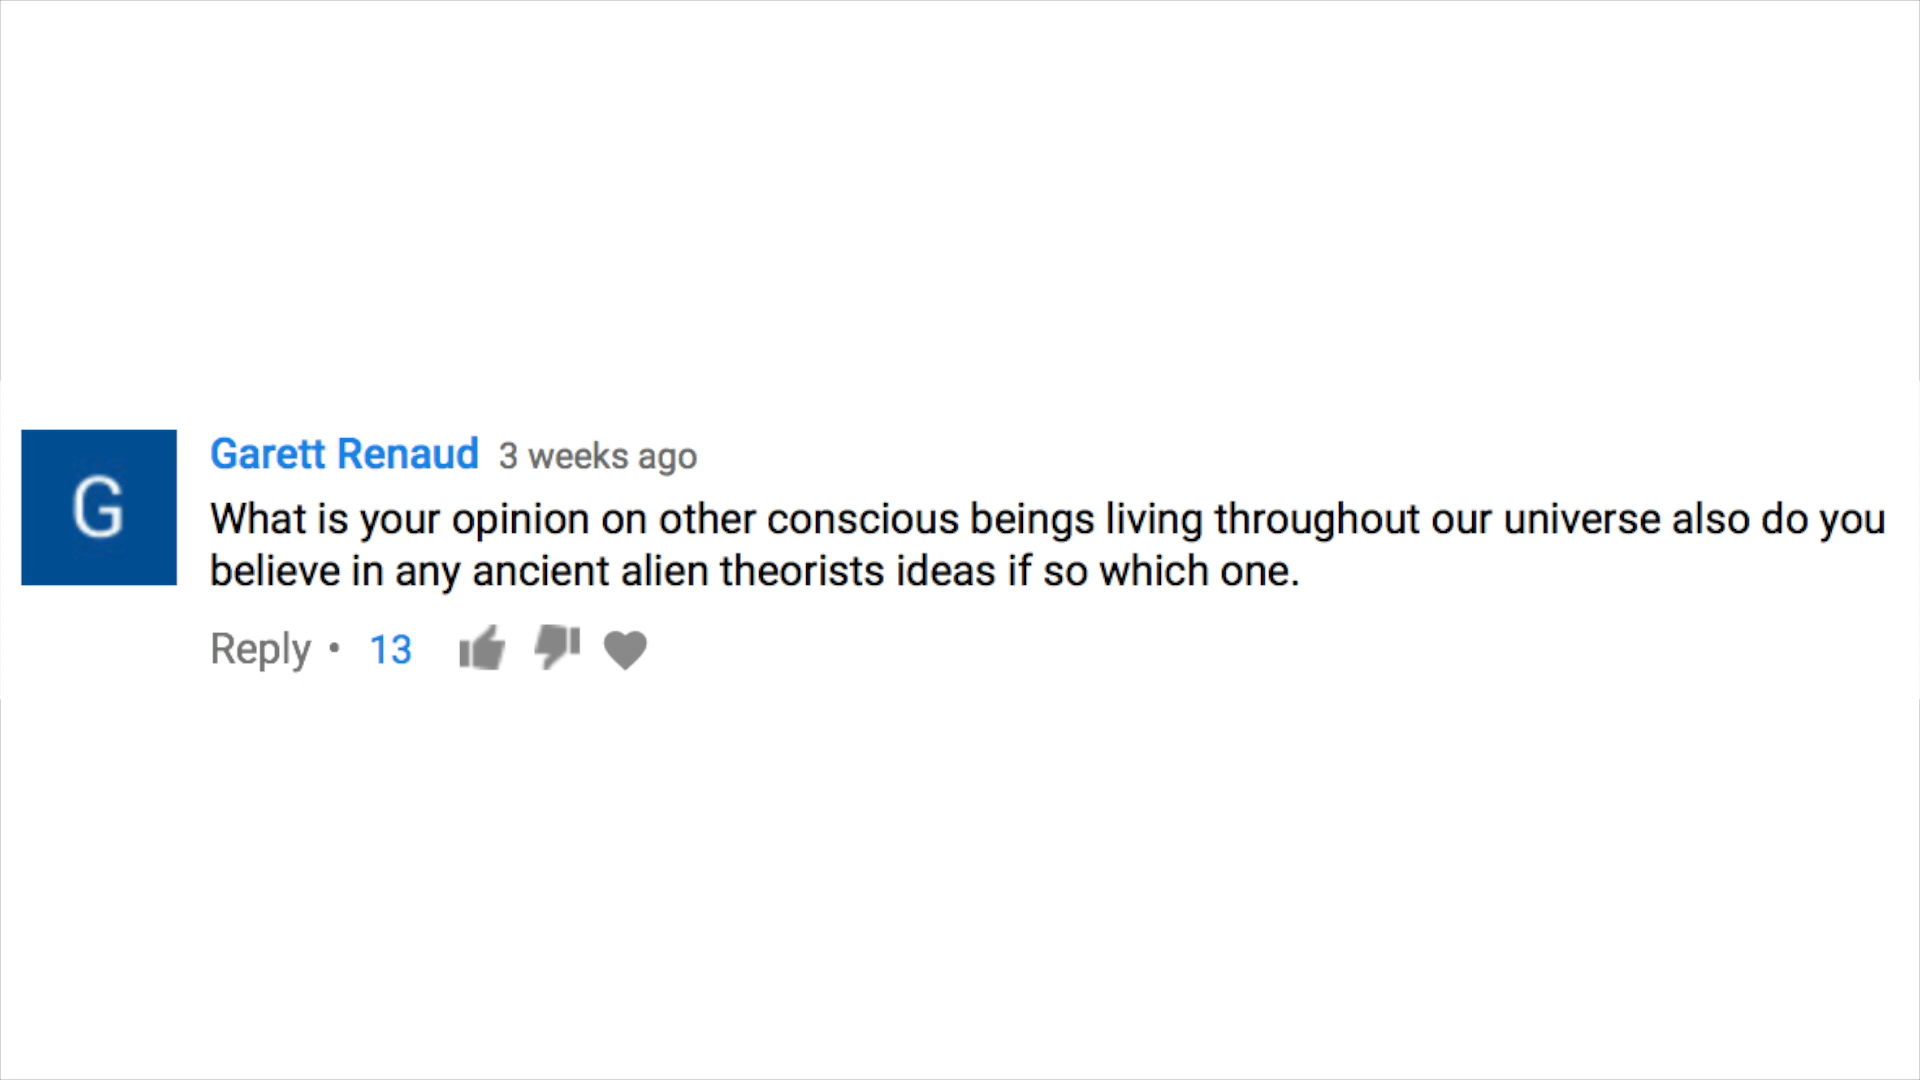 G
Garett Renaud 3 weeks ago
What is your opinion on other conscious beings living throughout our universe also do you
believe in any ancient alien theorists ideas if so which one.
Reply • 13